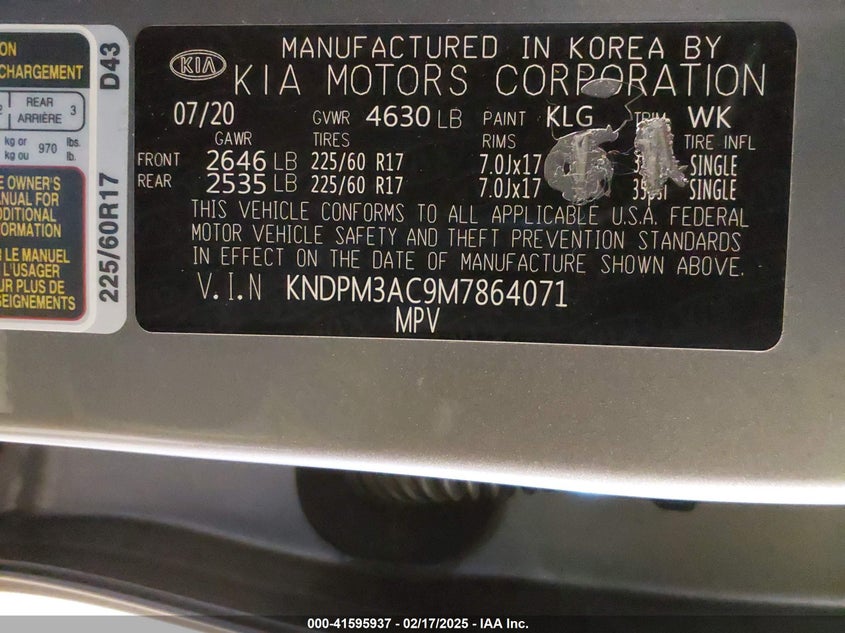 ON
CHARGEMENT
2 REAR ARRIÈRE 3
kg or kg ou 970 lbs. lb.
E OWNER'S
ANUAL FOR
DDITIONAL
FORMATION
LE MANUEL
L'USAGER
PLUS DE
SEIGNEMENTS
D43
225/60R17
KIA
MANUFACTURED IN KOREA BY
KIA MOTORS CORPORATION
07/20 GVWR 4630 LB PAINT KLG TRIM WK
GAWR TIRES RIMS TIRE INFL
FRONT 2646 LB 225/60 R17 7.0Jx17 SINGLE
REAR 2535 LB 225/60 R17 7.0Jx17 35psi SINGLE
THIS VEHICLE CONFORMS TO ALL APPLICABLE U.S.A. FEDERAL
MOTOR VEHICLE SAFETY AND THEFT PREVENTION STANDARDS
IN EFFECT ON THE DATE OF MANUFACTURE SHOWN ABOVE.
V.I.N KNDPM3AC9M7864071
MPV
000-41595937 - 02/17/2025 - IAA Inc.